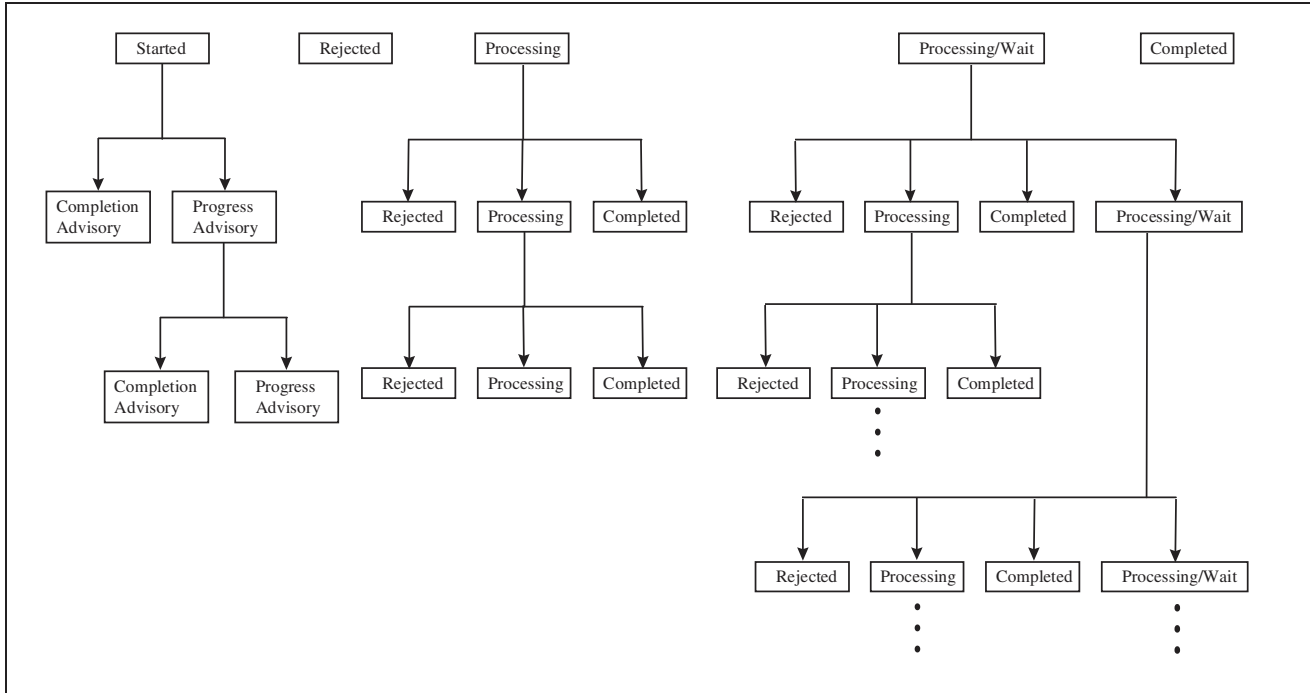 Started
Rejected
Processing
Processing/Wait
Completed
Completion
Advisory
Progress
Advisory
Rejected
Processing
Completed
Rejected
Processing
Completed
Processing/Wait
Completion
Advisory
Progress
Advisory
Rejected
Processing
Completed
Rejected
Processing
Completed
Rejected
Processing
Completed
Processing/Wait